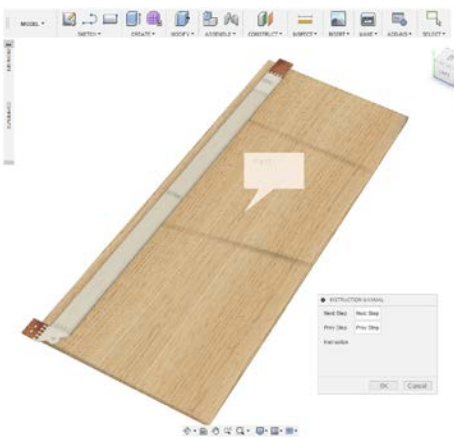 MODEL
SKETCH
CREATE
MODIFY
ASSEMBLE
CONSTRUCT
INSPECT
INSERT
MAKE
ADD-INS
SELECT
INSTRUCTION MANUAL
Next Step Next Step
Prev Step Prev Step
Instruction
OK Cancel